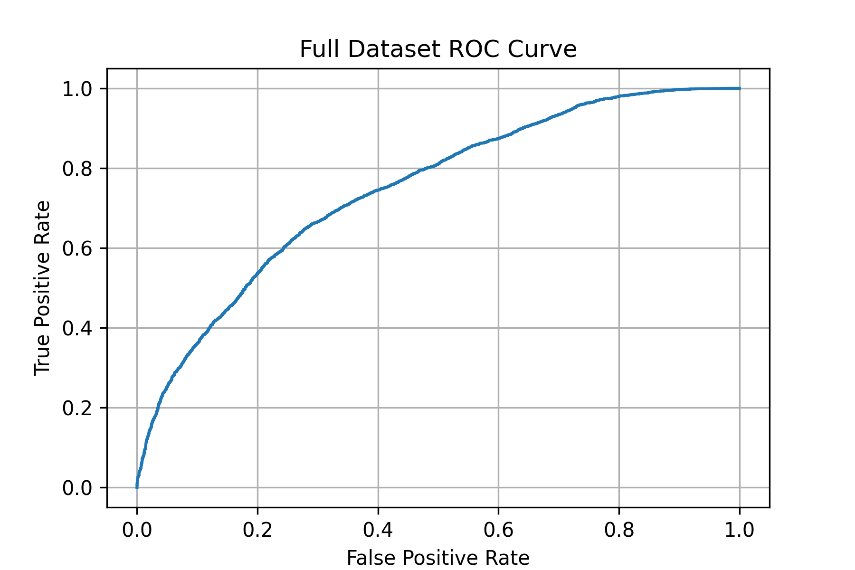 Full Dataset ROC Curve
True Positive Rate
1.0
0.8
0.6
0.4
0.2
0.0
0.0 0.2 0.4 0.6 0.8 1.0
False Positive Rate